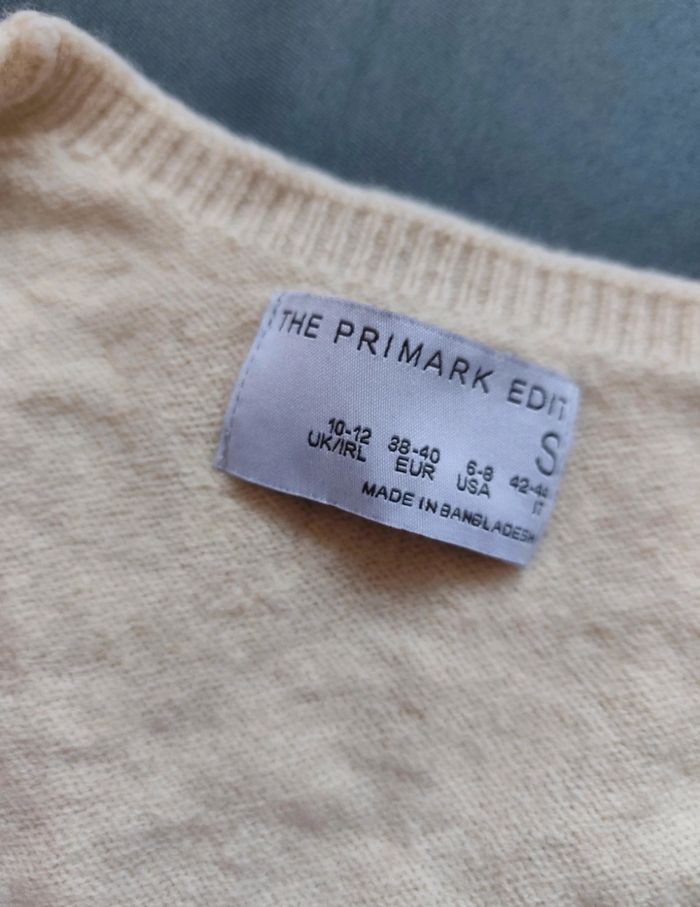 THE PRIMARK EDIT
S
10-12 38-40 6-8 42-44
UK/IRL EUR USA IT
MADE IN BANGLADESH